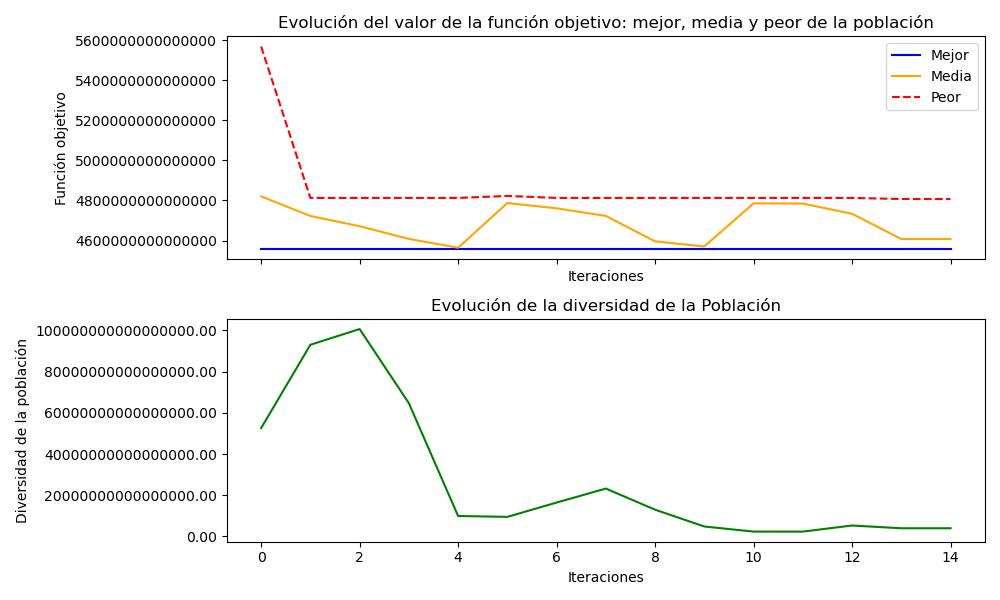 Evolución del valor de la función objetivo: mejor, media y peor de la población
5600000000000000
5400000000000000
5200000000000000
5000000000000000
4800000000000000
4600000000000000
Función objetivo
Mejor
Media
Peor
Iteraciones
Evolución de la diversidad de la Población
100000000000000000.00
80000000000000000.00
60000000000000000.00
40000000000000000.00
20000000000000000.00
0.00
Diversidad de la población
0 2 4 6 8 10 12 14
Iteraciones